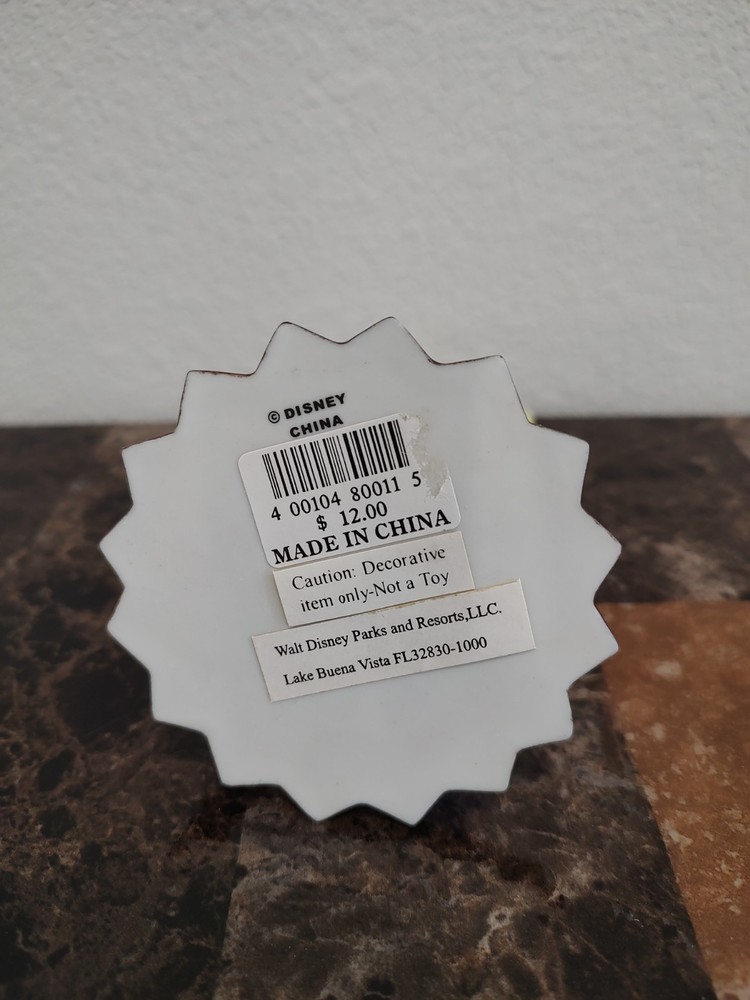 © DISNEY
CHINA
4 00104 80011 5
$ 12.00
MADE IN CHINA
Caution: Decorative
item only-Not a Toy
Walt Disney Parks and Resorts,LLC.
Lake Buena Vista FL32830-1000